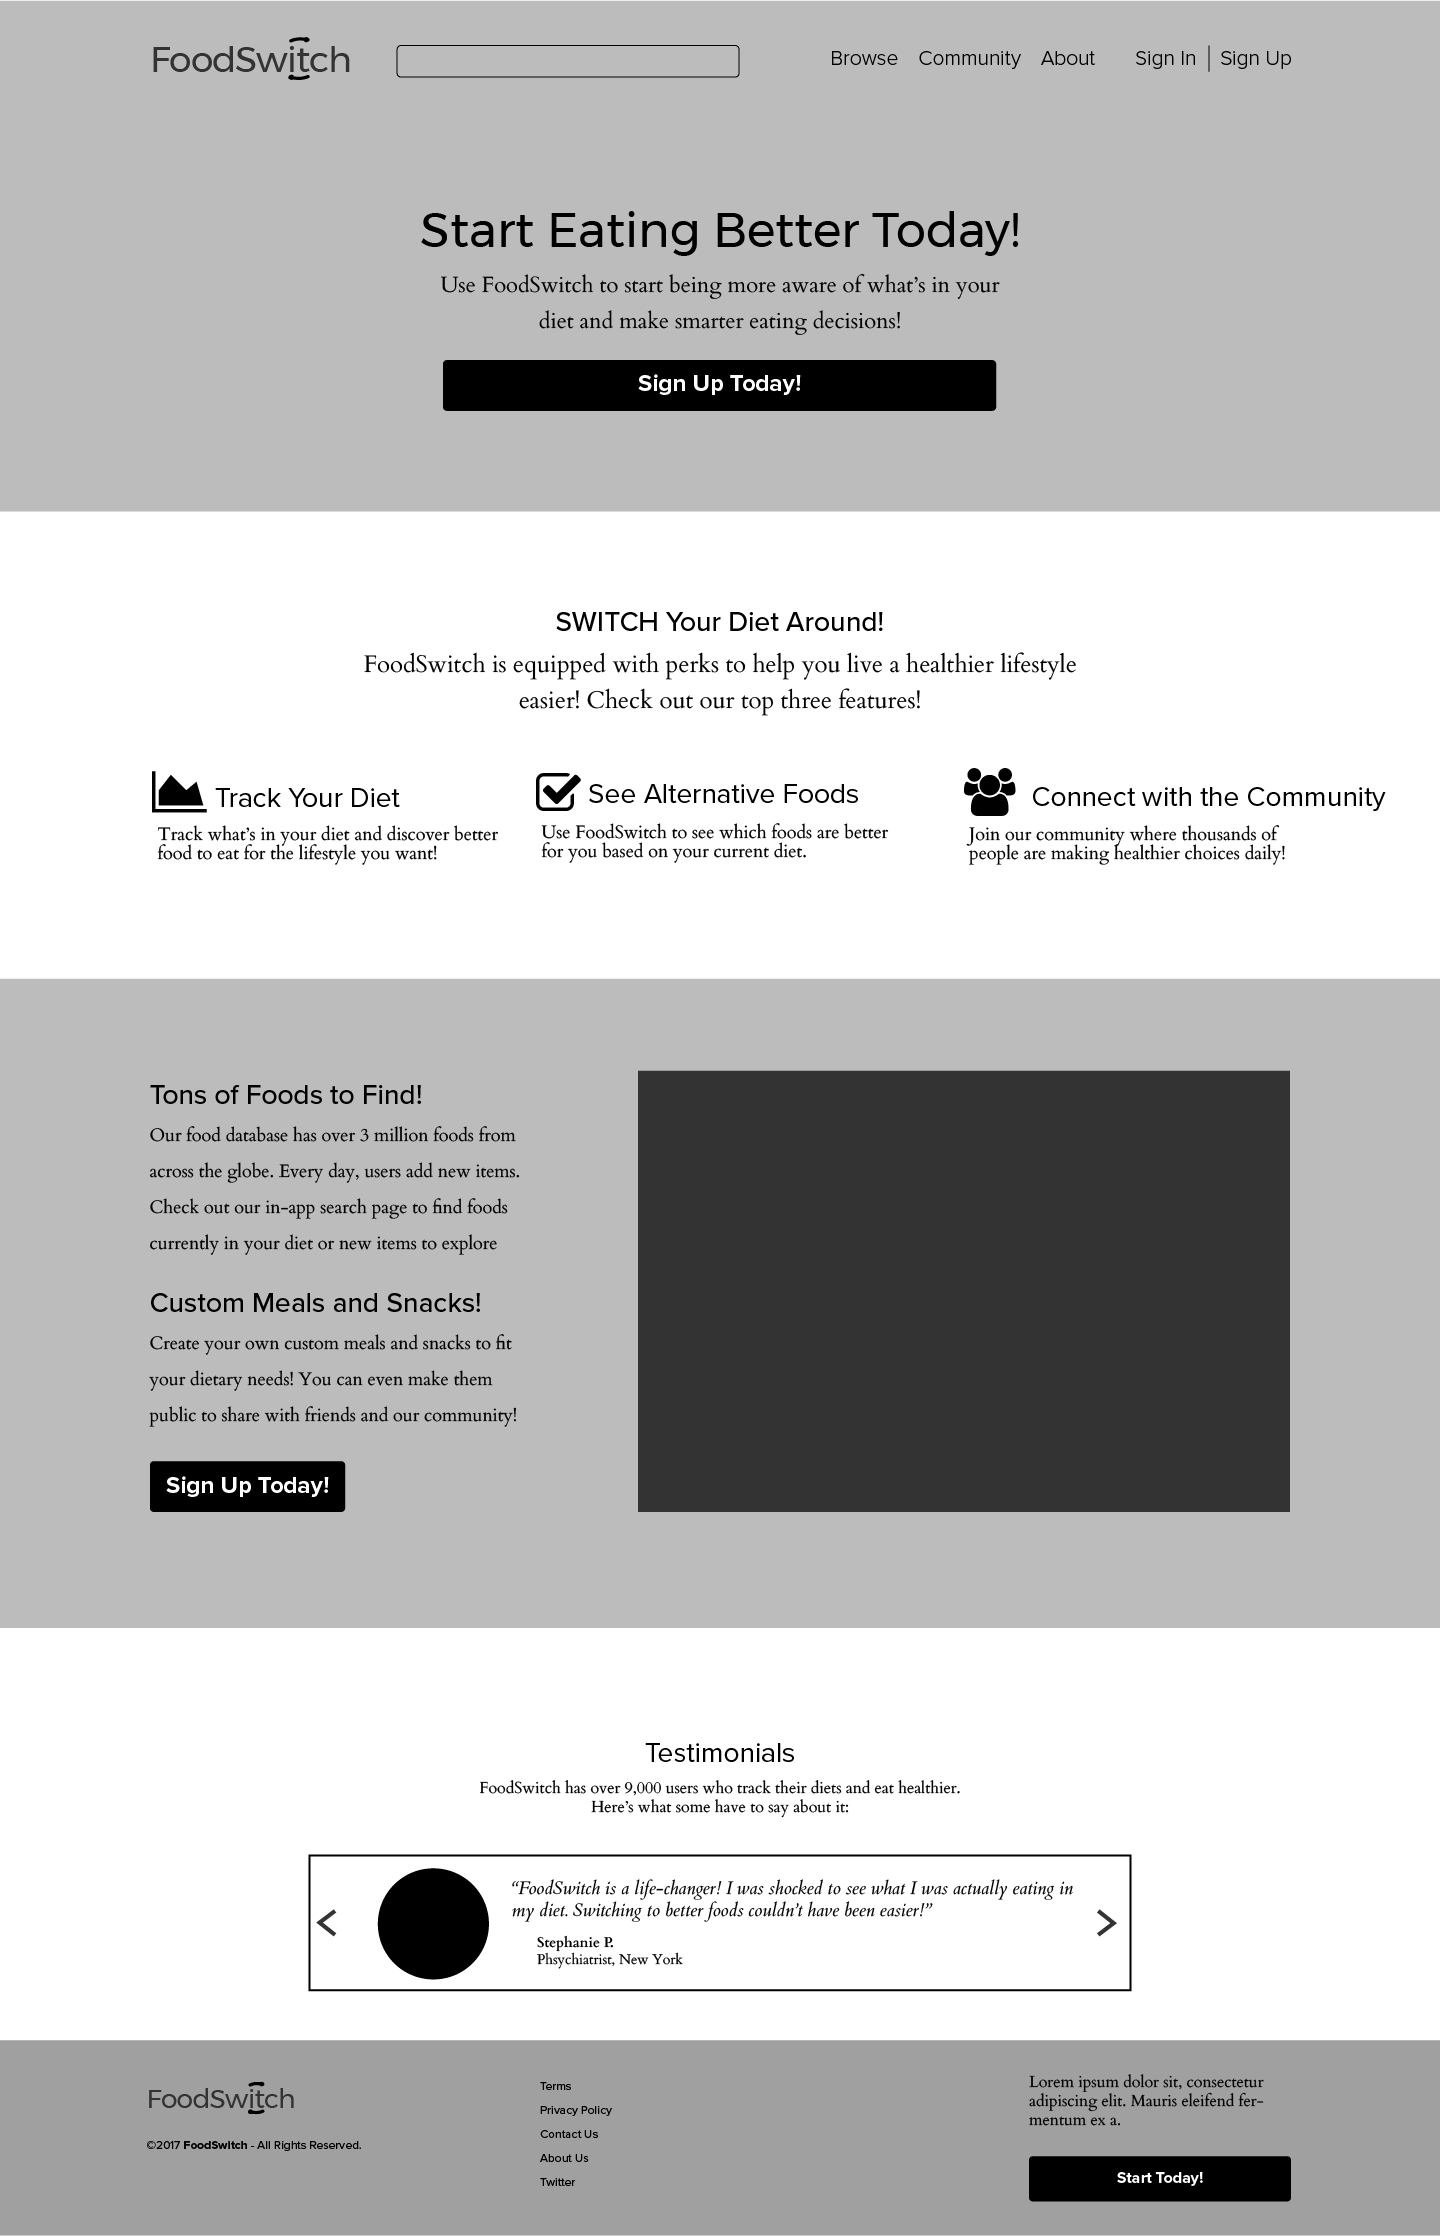 FoodSwitch
Browse Community About Sign In Sign Up
Start Eating Better Today!
Use FoodSwitch to start being more aware of what's in your
diet and make smarter eating decisions!
Sign Up Today!
SWITCH Your Diet Around!
FoodSwitch is equipped with perks to help you live a healthier lifestyle
easier! Check out our top three features!
Track Your Diet
Track what's in your diet and discover better
food to eat for the lifestyle you want!
See Alternative Foods
Use FoodSwitch to see which foods are better
for you based on your current diet.
Connect with the Community
Join our community where thousands of
people are making healthier choices daily!
Tons of Foods to Find!
Our food database has over 3 million foods from
across the globe. Every day, users add new items.
Check out our in-app search page to find foods
currently in your diet or new items to explore
Custom Meals and Snacks!
Create your own custom meals and snacks to fit
your dietary needs! You can even make them
public to share with friends and our community!
Sign Up Today!
Testimonials
FoodSwitch has over 9,000 users who track their diets and eat healthier.
Here's what some have to say about it:
"FoodSwitch is a life-changer! I was shocked to see what I was actually eating in
my diet. Switching to better foods couldn't have been easier!"
Stephanie P.
Phsychiatrist, New York
FoodSwitch
©2017 FoodSwitch - All Rights Reserved.
Terms
Privacy Policy
Contact Us
About Us
Twitter
Lorem ipsum dolor sit, consectetur
adipiscing elit. Mauris eleifend fer-
mentum ex a.
Start Today!